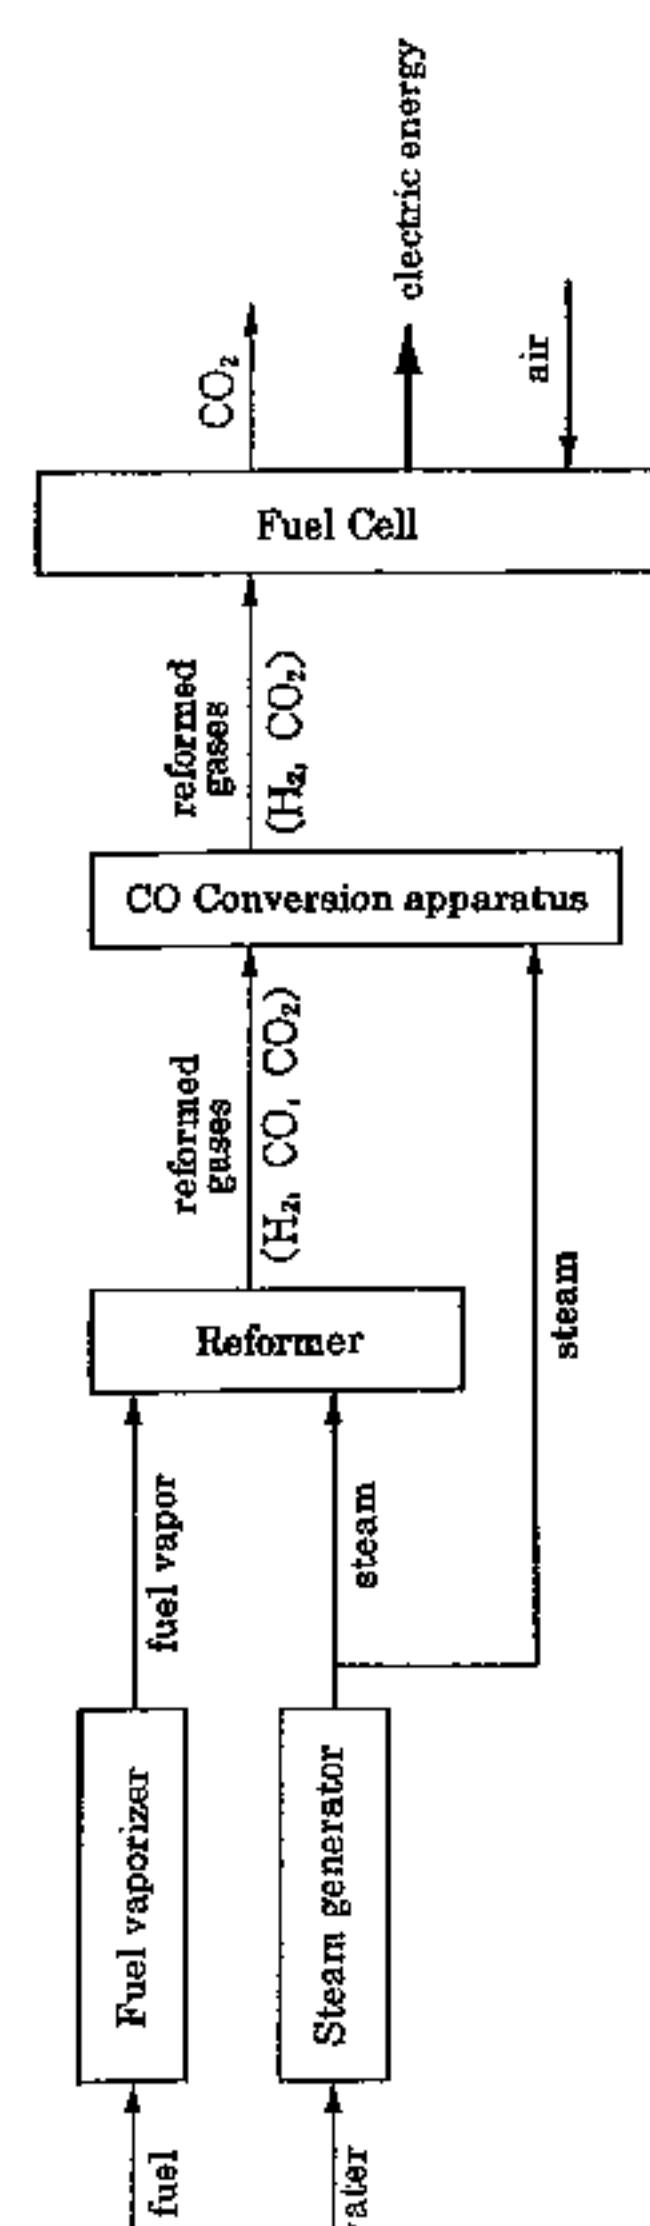 clectric energy
CO₂
air
Fuel Cell
reformed
gases
(H₂, CO₂)
CO Conversion apparatus
reformed
gases
(H₂, CO, CO₂)
Reformer
steam
fuel vapor
steam
Fuel vaporizer
Steam generator
fuel
ater